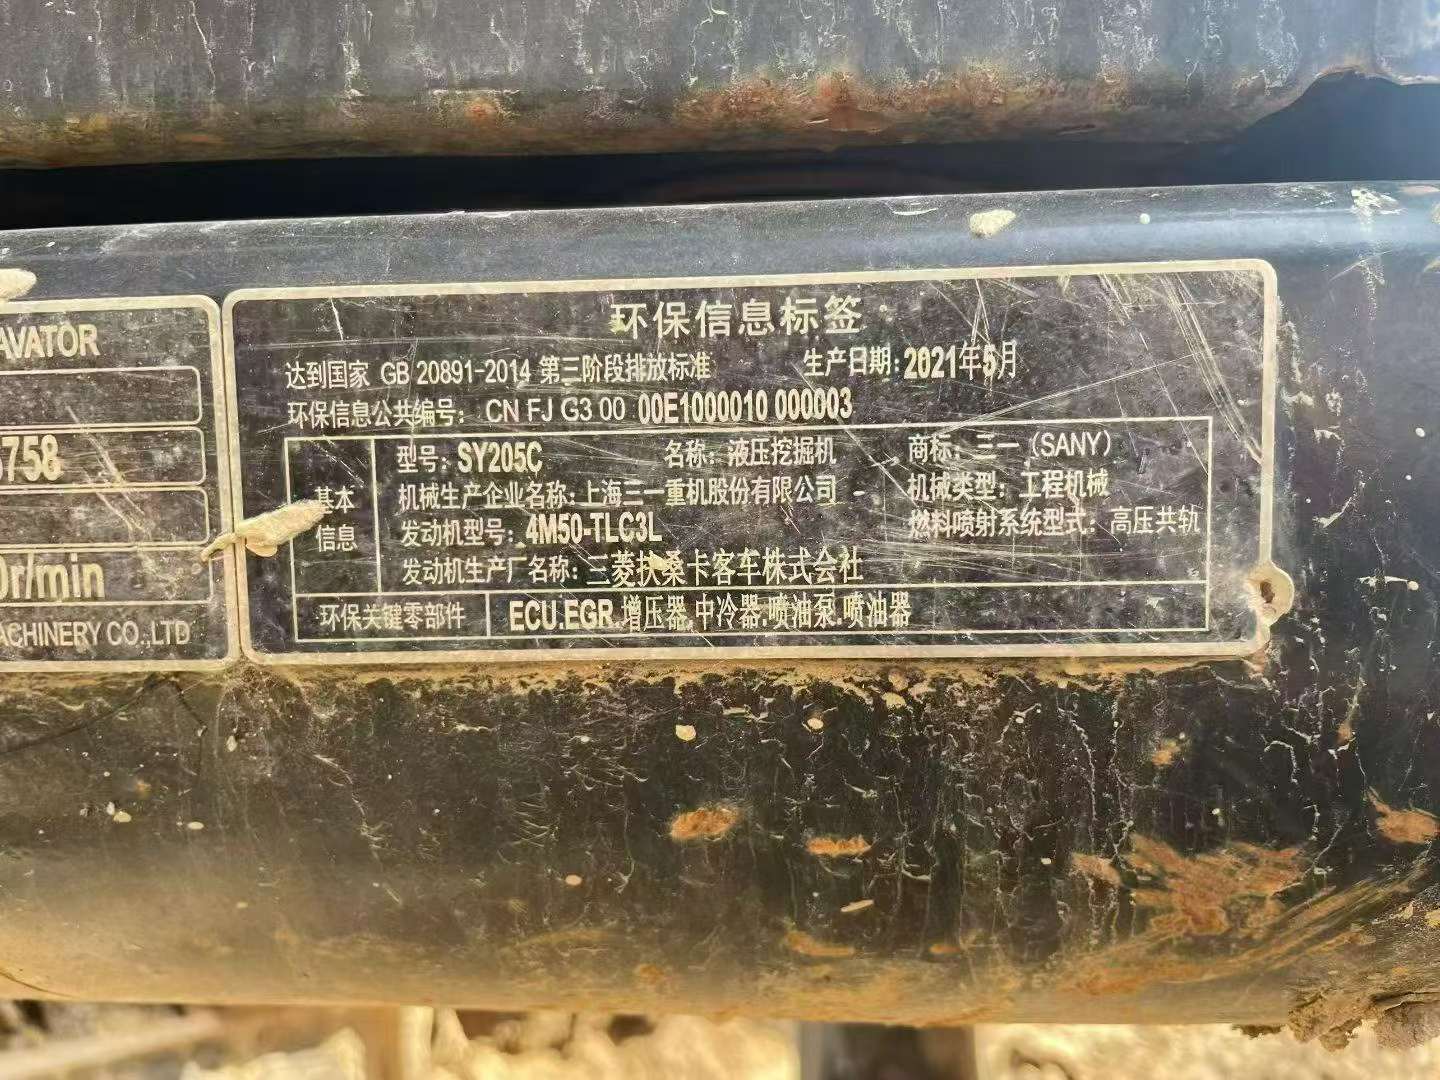 AVATOR
5758
0r/min
ACHINERY CO.,LTD
环保信息标签
达到国家 GB 20891-2014 第三阶段排放标准 生产日期: 2021年5月
环保信息公共编号: CN FJ G3 00 00E1000010 000003
基本信息
型号: SY205C 名称: 液压挖掘机 商标: 三一 (SANY)
机械生产企业名称: 上海三一重机股份有限公司 机械类型: 工程机械
发动机型号: 4M50-TLC3L 燃料喷射系统型式: 高压共轨
发动机生产厂名称: 三菱扶桑卡客车株式会社
环保关键零部件 ECU.EGR.增压器.中冷器.喷油泵.喷油器